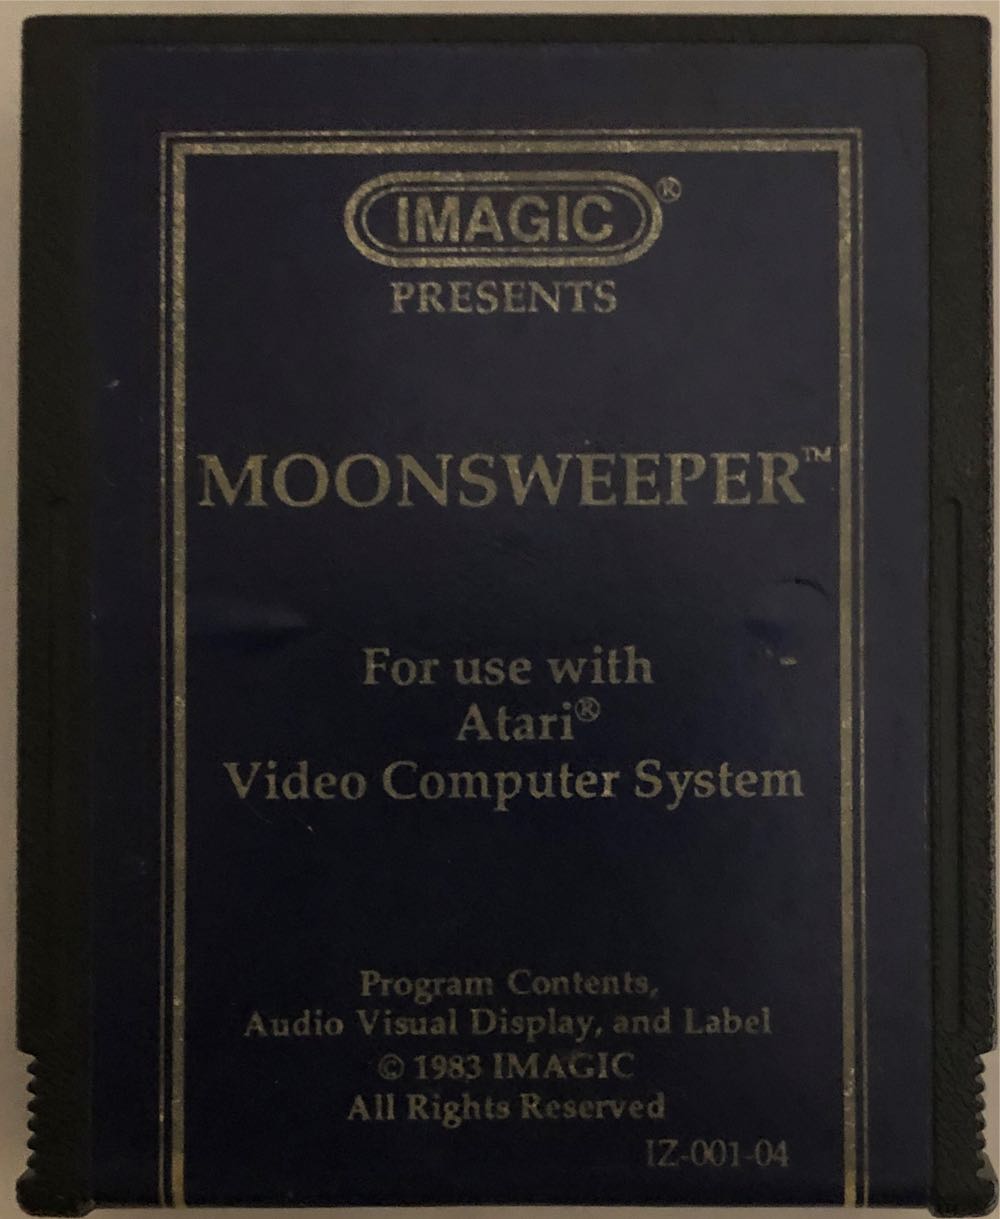 IMAGIC®
PRESENTS
MOONSWEEPER™
For use with
Atari®
Video Computer System
Program Contents,
Audio Visual Display, and Label
© 1983 IMAGIC
All Rights Reserved
IZ-001-04